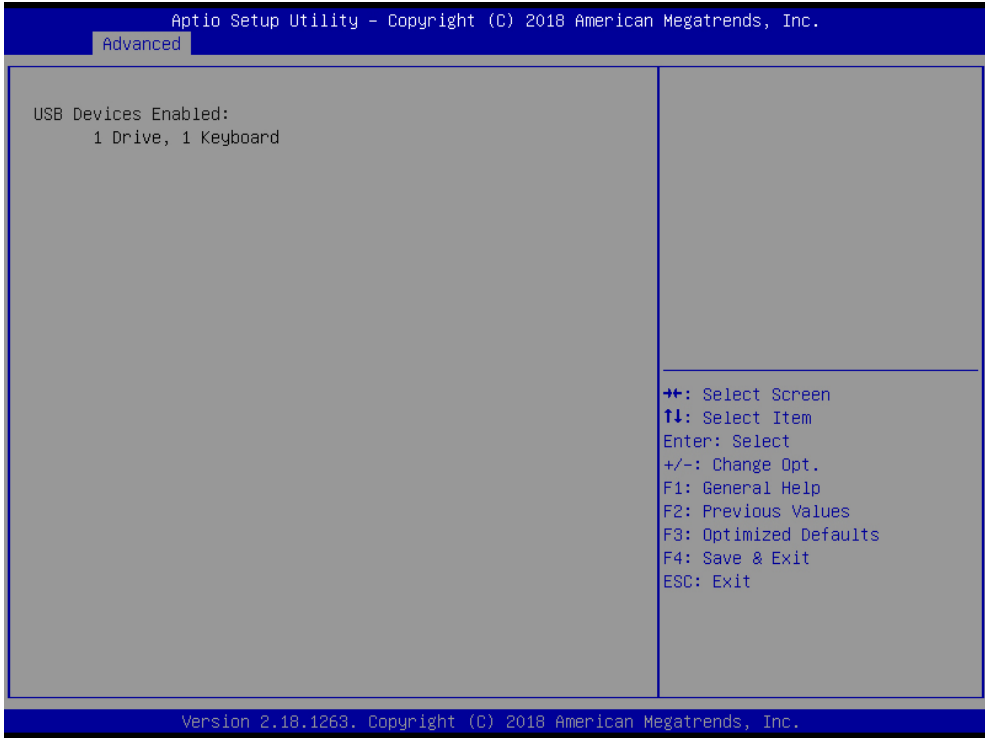 Aptio Setup Utility – Copyright (C) 2018 American Megatrends, Inc.
Advanced
USB Devices Enabled:
1 Drive, 1 Keyboard
→←: Select Screen
↑↓: Select Item
Enter: Select
+/-: Change Opt.
F1: General Help
F2: Previous Values
F3: Optimized Defaults
F4: Save & Exit
ESC: Exit
Version 2.18.1263. Copyright (C) 2018 American Megatrends, Inc.